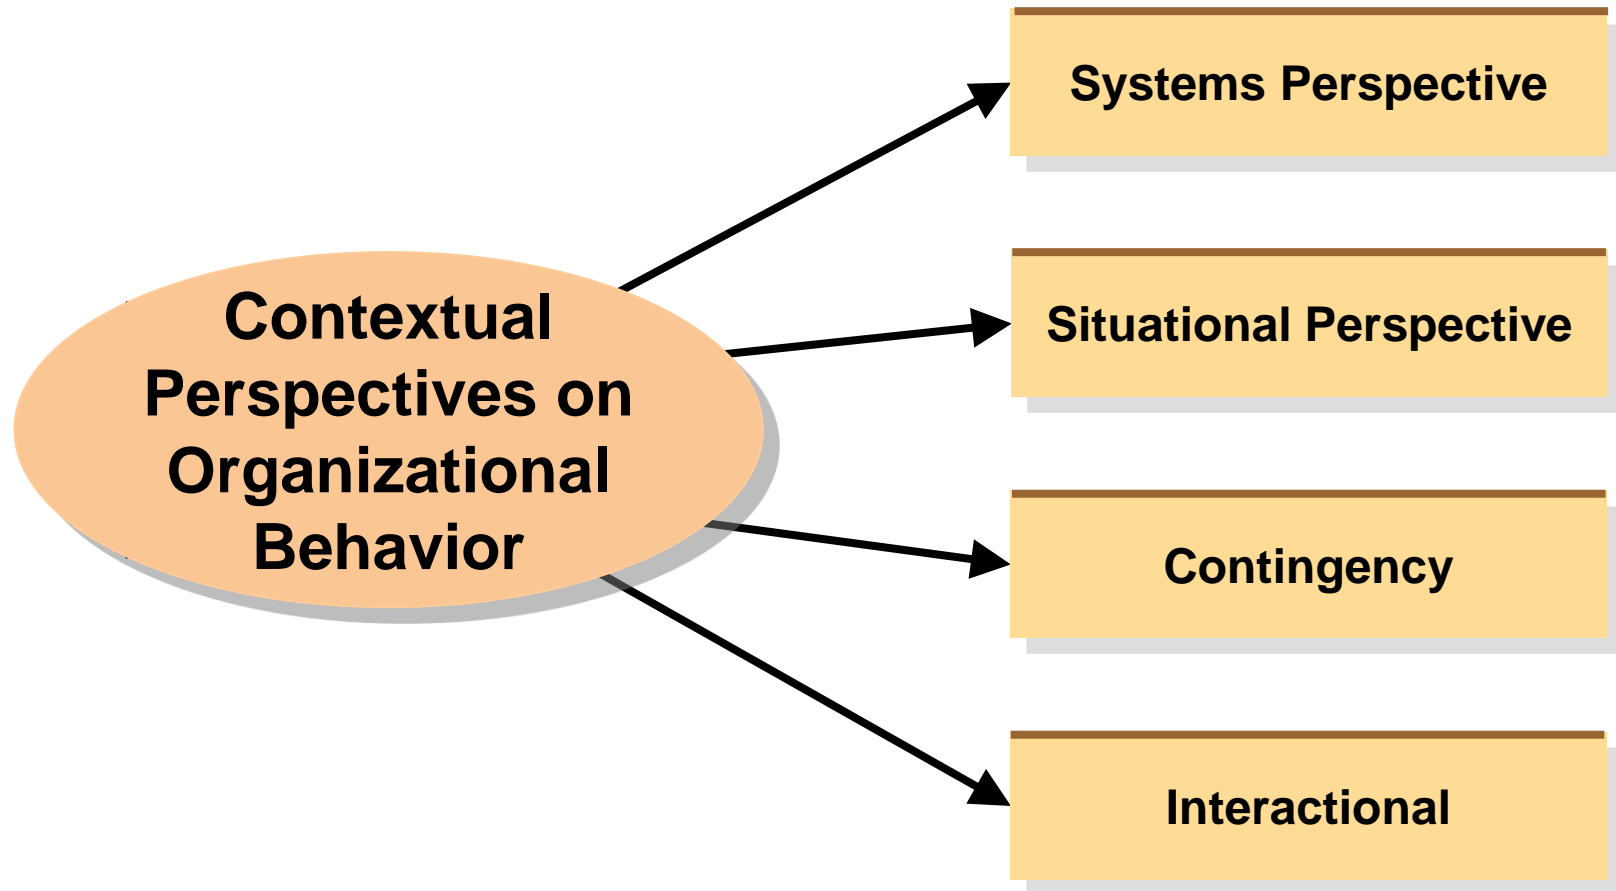 Contextual
Perspectives on
Organizational
Behavior
Systems Perspective
Situational Perspective
Contingency
Interactional